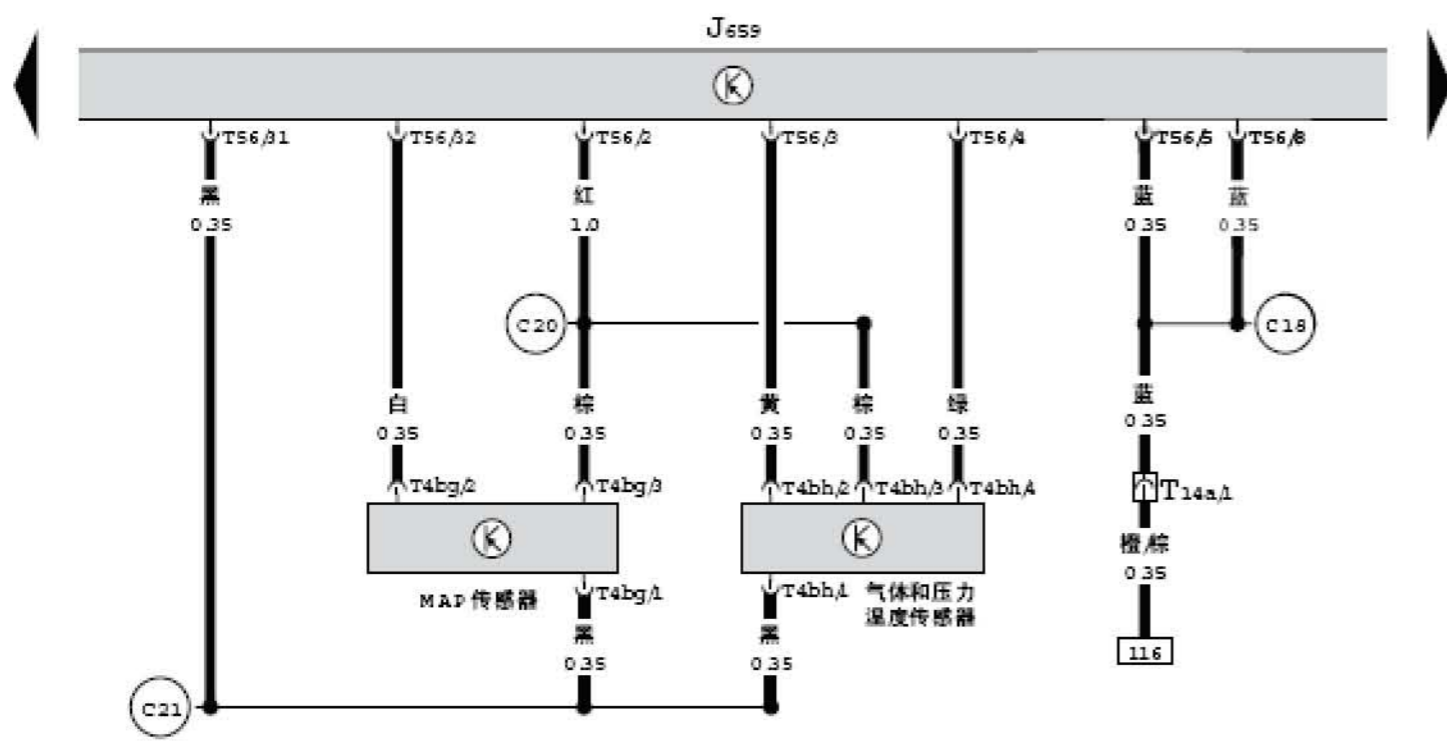 J659
T56/31
T56/32
T56/2
T56/3
T56/4
T56/5
T56/8
黑
0.35
红
1.0
蓝
0.35
蓝
0.35
C20
C18
白
0.35
棕
0.35
黄
0.35
棕
0.35
绿
0.35
蓝
0.35
T4bg/2
T4bg/3
T4bh/2
T4bh/3
T4bh/4
T14a/1
橙/棕
0.35
MAP 传感器
T4bg/1
T4bh/1
气体和压力
温度传感器
黑
0.35
黑
0.35
116
C21